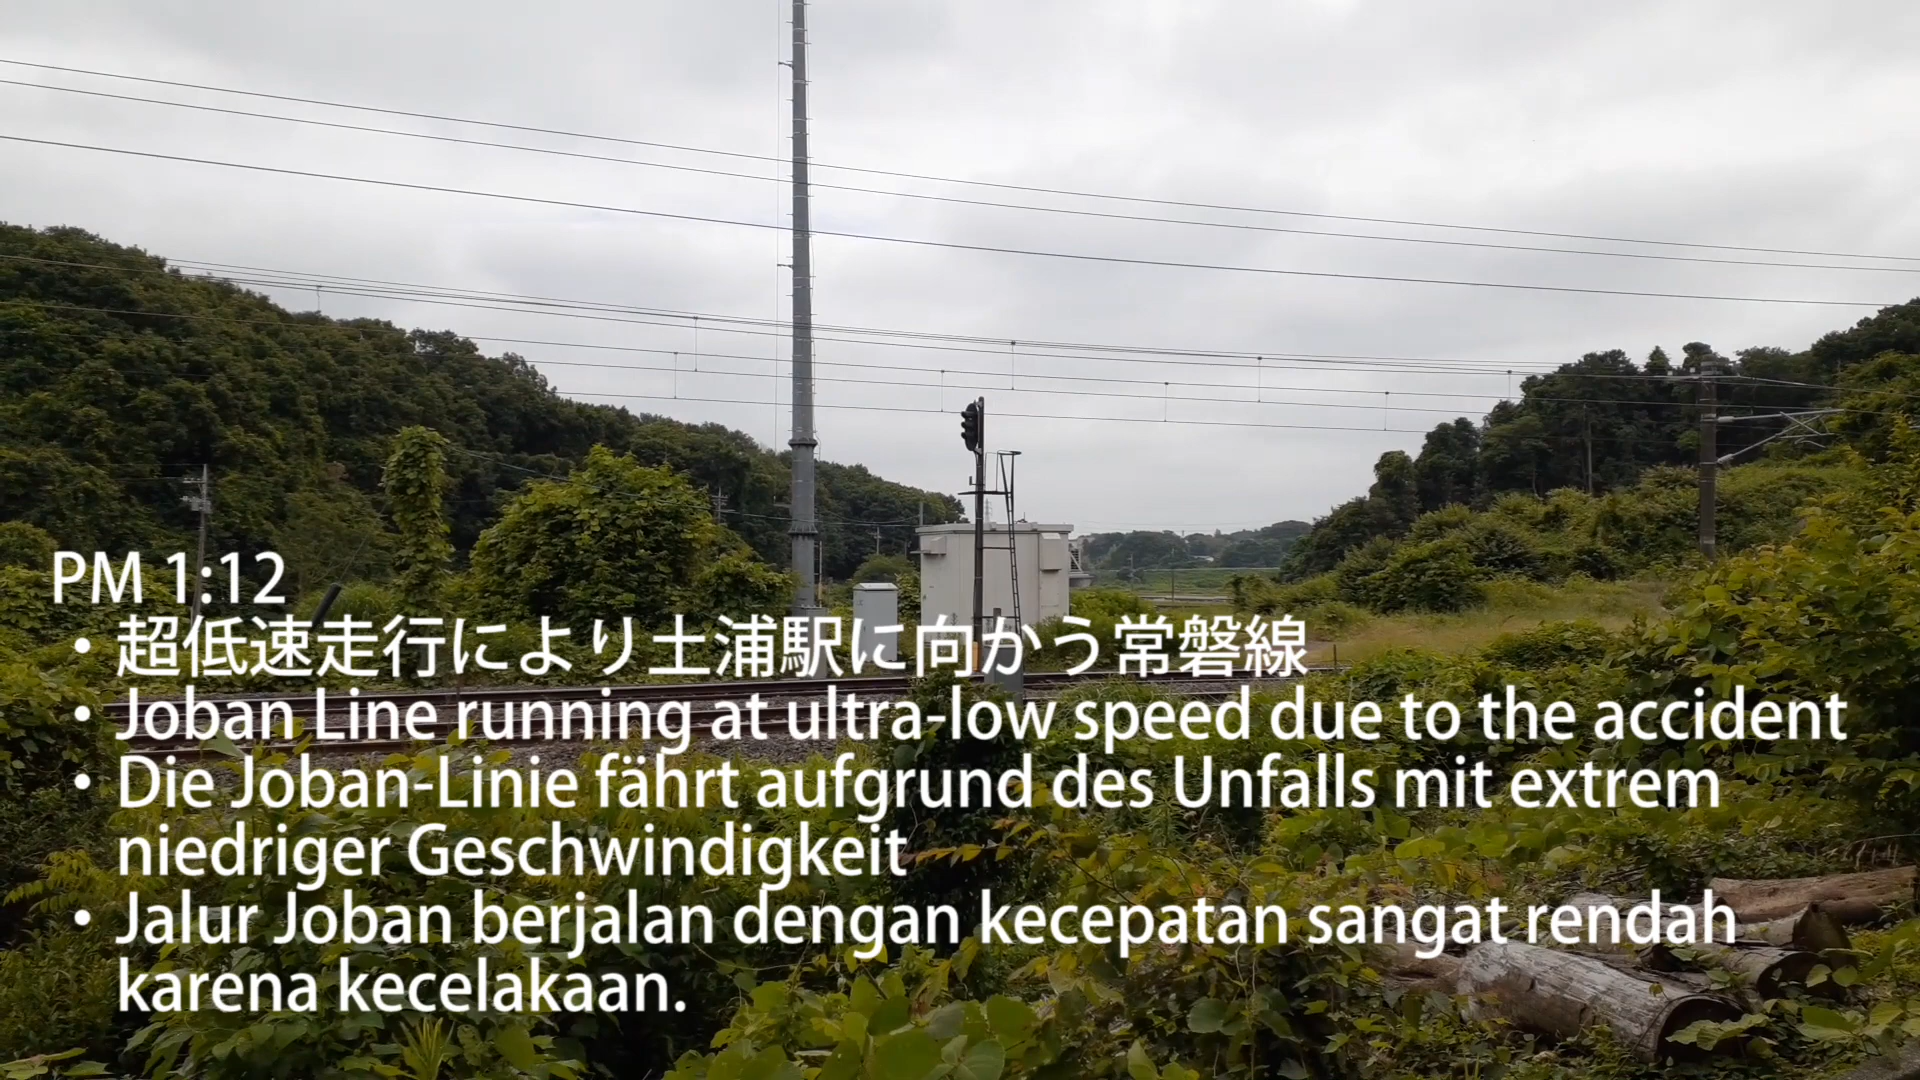 PM 1:12
・超低速走行により土浦駅に向かう常磐線
・Joban Line running at ultra-low speed due to the accident
・Die Joban-Linie fährt aufgrund des Unfalls mit extrem
niedriger Geschwindigkeit
・Jalur Joban berjalan dengan kecepatan sangat rendah
karena kecelakaan.